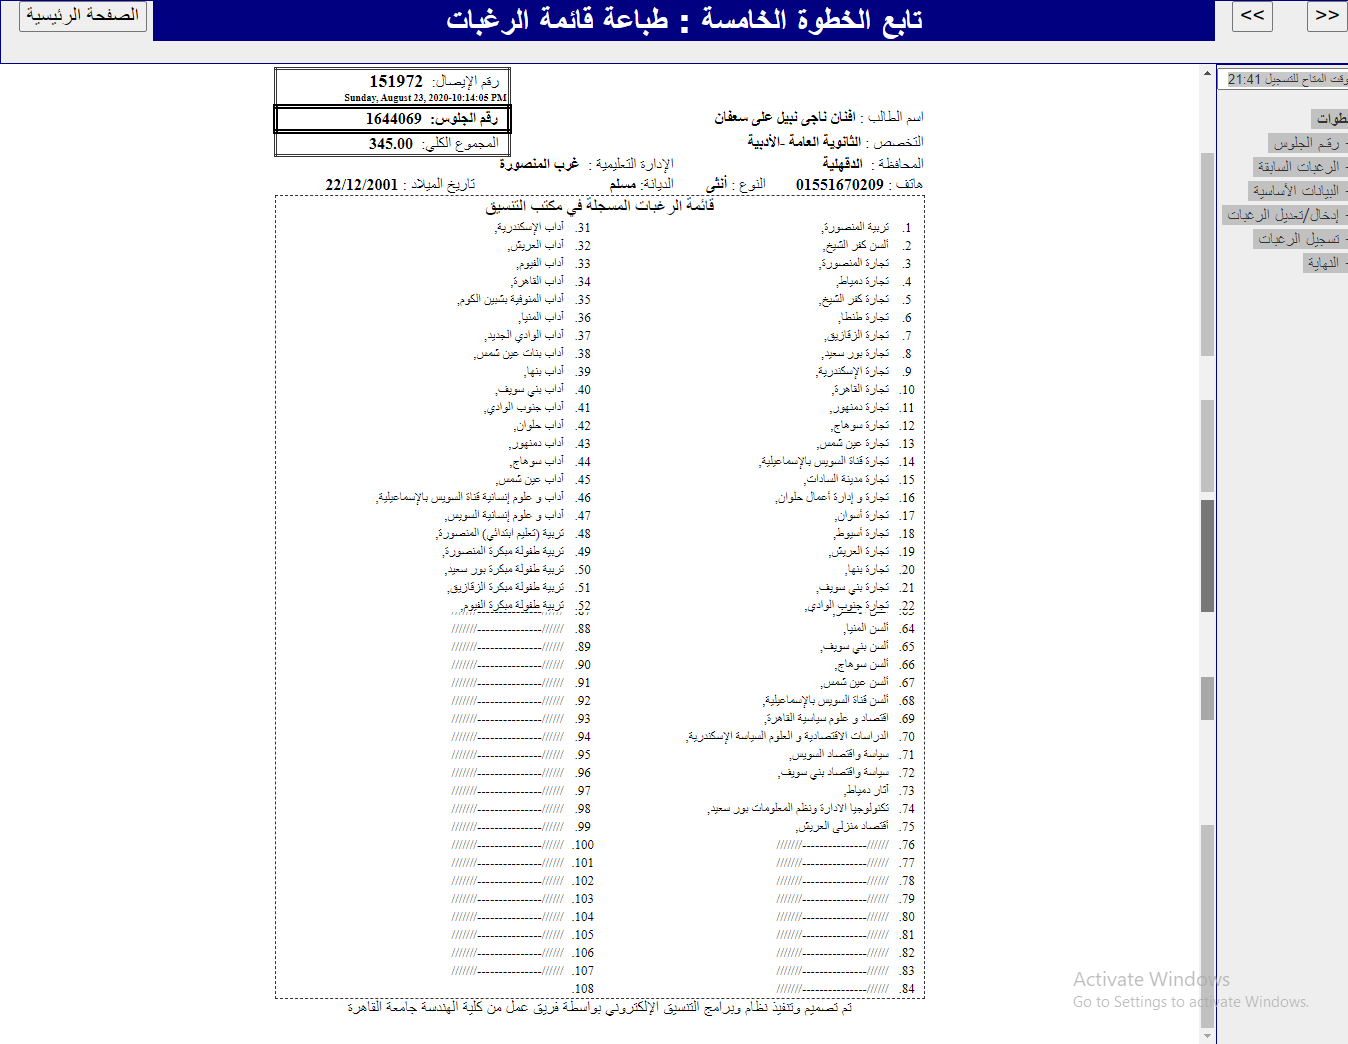 << تابع الخطوة الخامسة : طباعة قائمة الرغبات >> الصفحة الرئيسية
وقت المتاح للتسجيل 21:41
خطوات
- رقم الجلوس
- الرغبات السابقة
- البيانات الأساسية
- إدخال/تعديل الرغبات
- تسجيل الرغبات
- النهاية
رقم الإيصال: 151972
Sunday, August 23, 2020-10:14:05 PM
رقم الجلوس: 1644069
المجموع الكلي: 345.00
اسم الطالب : افنان ناجى نبيل على سعفان
التخصص : الثانوية العامة -الأدبية
المحافظة : الدقهلية الإدارة التعليمية : غرب المنصورة
هاتف : 01551670209 النوع : أنثى الديانة: مسلم تاريخ الميلاد : 22/12/2001
قائمة الرغبات المسجلة في مكتب التنسيق
1. تربية المنصورة,
2. ألسن كفر الشيخ,
3. تجارة المنصورة,
4. تجارة دمياط,
5. تجارة كفر الشيخ,
6. تجارة طنطا,
7. تجارة الزقازيق,
8. تجارة بور سعيد,
9. تجارة الإسكندرية,
10. تجارة القاهرة,
11. تجارة دمنهور,
12. تجارة سوهاج,
13. تجارة عين شمس,
14. تجارة قناة السويس بالإسماعيلية,
15. تجارة مدينة السادات,
16. تجارة و إدارة أعمال حلوان,
17. تجارة أسوان,
18. تجارة أسيوط,
19. تجارة العريش,
20. تجارة بنها,
21. تجارة بني سويف,
22. تجارة جنوب الوادي,
64. ألسن المنيا,
65. ألسن بني سويف,
66. ألسن سوهاج,
67. ألسن عين شمس,
68. ألسن قناة السويس بالإسماعيلية,
69. اقتصاد و علوم سياسية القاهرة,
70. الدراسات الاقتصادية و العلوم السياسة الإسكندرية,
71. سياسة واقتصاد السويس,
72. سياسة واقتصاد بني سويف,
73. آثار دمياط,
74. تكنولوجيا الادارة ونظم المعلومات بور سعيد,
75. أقتصاد منزلى العريش,
76. //////---------------///////
77. //////---------------///////
78. //////---------------///////
79. //////---------------///////
80. //////---------------///////
81. //////---------------///////
82. //////---------------///////
83. //////---------------///////
84. //////---------------///////
31. آداب الإسكندرية,
32. آداب العريش,
33. آداب الفيوم,
34. آداب القاهرة,
35. آداب المنوفية بشبين الكوم,
36. آداب المنيا,
37. آداب الوادي الجديد,
38. آداب بنات عين شمس,
39. آداب بنها,
40. آداب بني سويف,
41. آداب جنوب الوادي,
42. آداب حلوان,
43. آداب دمنهور,
44. آداب سوهاج,
45. آداب عين شمس,
46. آداب و علوم إنسانية قناة السويس بالإسماعيلية,
47. آداب و علوم إنسانية السويس,
48. تربية (تعليم ابتدائي) المنصورة,
49. تربية طفولة مبكرة المنصورة,
50. تربية طفولة مبكرة بور سعيد,
51. تربية طفولة مبكرة الزقازيق,
52. تربية طفولة مبكرة الفيوم,
88. //////---------------///////
89. //////---------------///////
90. //////---------------///////
91. //////---------------///////
92. //////---------------///////
93. //////---------------///////
94. //////---------------///////
95. //////---------------///////
96. //////---------------///////
97. //////---------------///////
98. //////---------------///////
99. //////---------------///////
100. //////---------------///////
101. //////---------------///////
102. //////---------------///////
103. //////---------------///////
104. //////---------------///////
105. //////---------------///////
106. //////---------------///////
107. //////---------------///////
108.
تم تصميم وتنفيذ نظام وبرامج التنسيق الإلكتروني بواسطة فريق عمل من كلية الهندسة جامعة القاهرة
Activate Windows
Go to Settings to activate Windows.